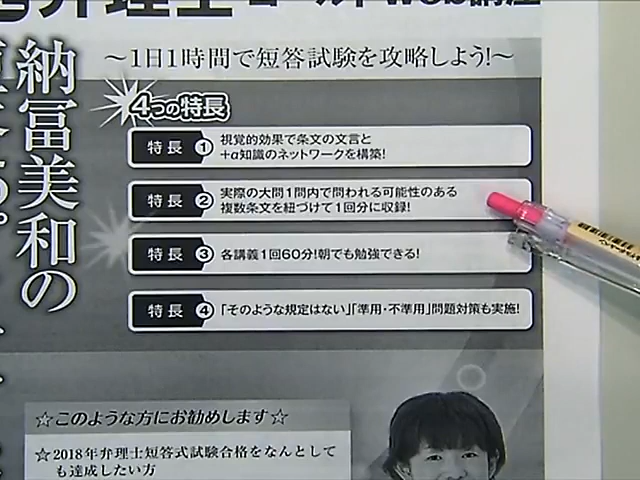 弁理士
Web講座
納冨美和の
~1日1時間で短答試験を攻略しよう!~
4つの特長
特長① 視覚的効果で条文の文言と
+α知識のネットワークを構築!
特長② 実際の大問1問内で問われる可能性のある
複数条文を紐づけて1回分に収録!
特長③ 各講義1回60分!朝でも勉強できる!
特長④ 「そのような規定はない」「準用・不準用」問題対策も実施!
☆このような方にお勧めします☆
☆2018年弁理士短答式試験合格をなんとして
も達成したい方